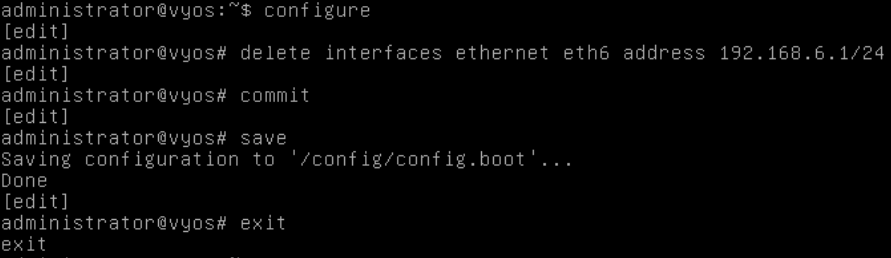 administrator@vyos:~$ configure
[edit]
administrator@vyos# delete interfaces ethernet eth6 address 192.168.6.1/24
[edit]
administrator@vyos# commit
[edit]
administrator@vyos# save
Saving configuration to '/config/config.boot'...
Done
[edit]
administrator@vyos# exit
exit